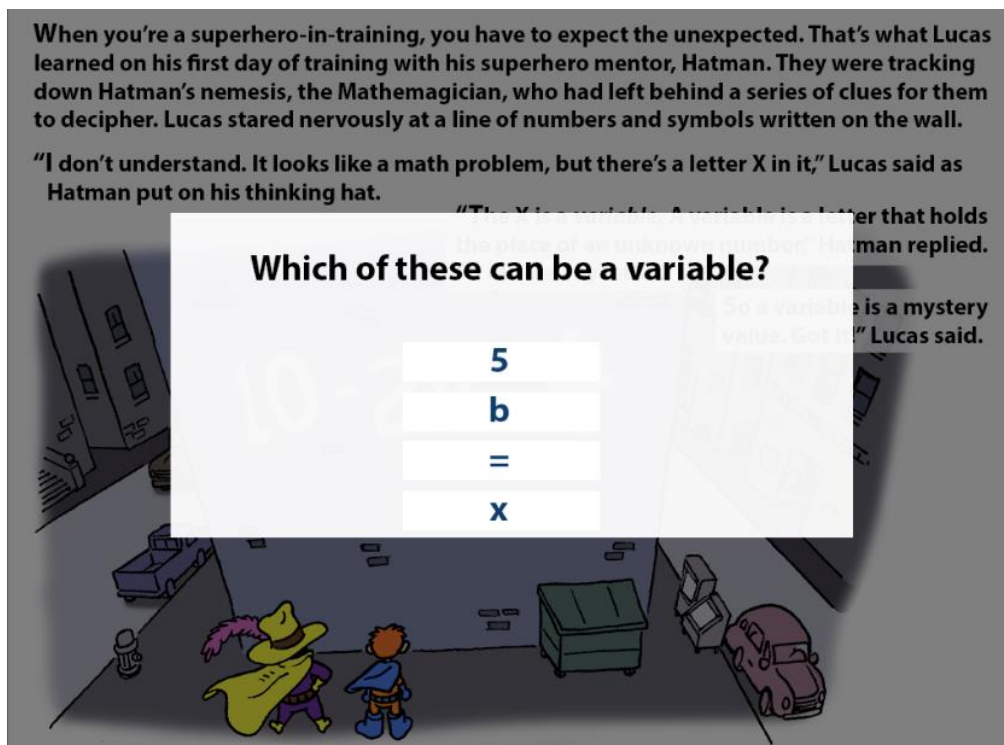 When you're a superhero-in-training, you have to expect the unexpected. That's what Lucas
learned on his first day of training with his superhero mentor, Hatman. They were tracking
down Hatman's nemesis, the Mathemagician, who had left behind a series of clues for them
to decipher. Lucas stared nervously at a line of numbers and symbols written on the wall.
"I don't understand. It looks like a math problem, but there's a letter X in it," Lucas said as
Hatman put on his thinking hat.
"The X is a variable. A variable is a letter that holds
the place of an unknown number," Hatman replied.
So a variable is a mystery
value. Got it!" Lucas said.
Which of these can be a variable?
5
b
=
x